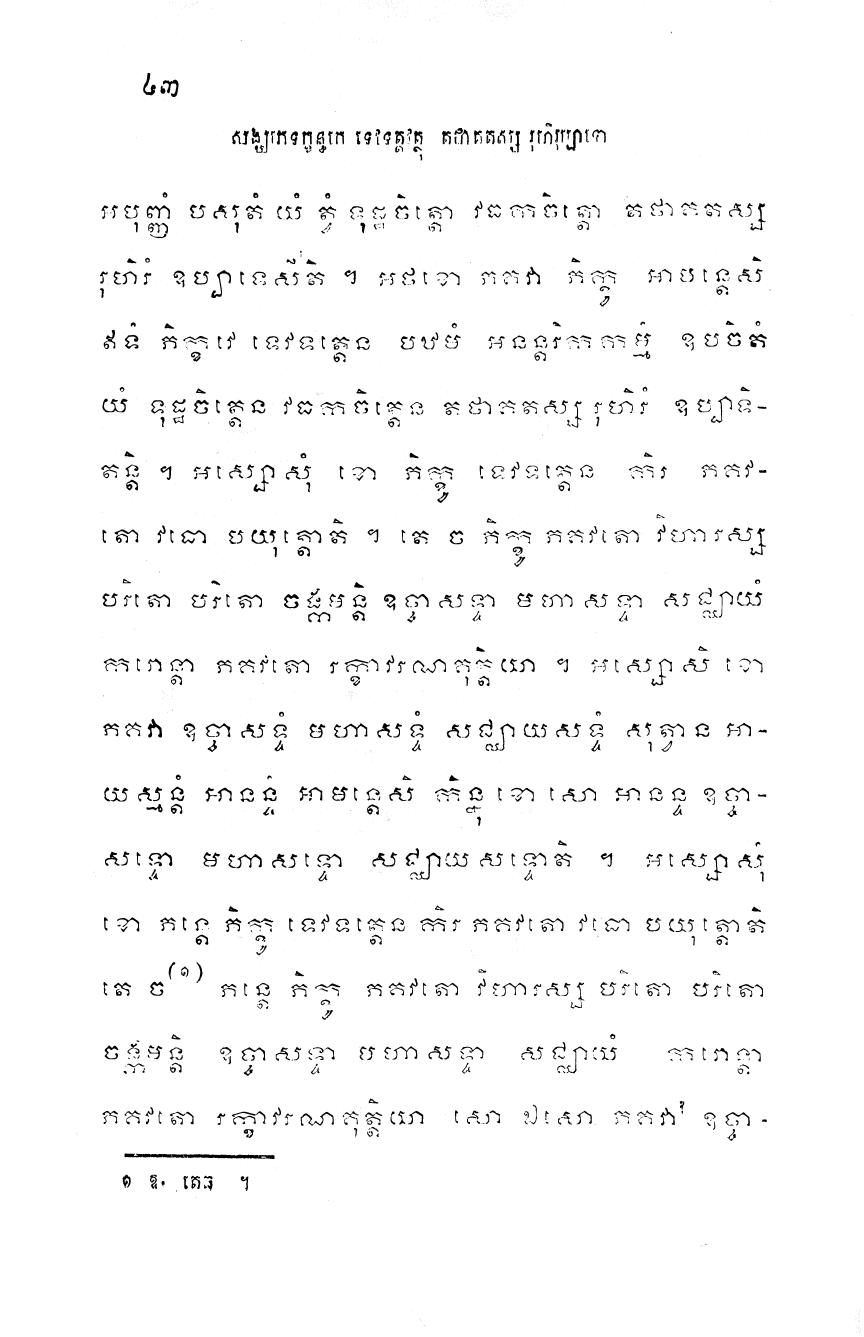 ៤៣
សង្ឃភេទក្ខន្ធកេ ទេវទត្តវត្ថុ តថាគតស្ស រុហិរុប្បាទោ
អបុញ្ញំ បសុតំ យំ ត្វំ ទុដ្ឋចិត្តោ វធកចិត្តោ តថាគតស្ស
រុហិរំ ឧប្បាទេសីតិ ។ អថខោ ភគវា ភិក្ខូ អាមន្តេសិ
ឥទំ ភិក្ខវេ ទេវទត្តេន បឋមំ អនន្តរិកកម្មំ ឧបចិតំ
យំ ទុដ្ឋចិត្តេន វធកចិត្តេន តថាគតស្ស រុហិរំ ឧប្បាទិ-
តន្តិ ។ អស្សោសុំ ខោ ភិក្ខូ ទេវទត្តេន កិរ ភគវ-
តោ វធោ បយុត្តោតិ ។ តេ ច ភិក្ខូ ភគវតោ វិហារស្ស
បរិតោ បរិតោ ចង្កមន្តិ ឧច្ចាសទ្ទា មហាសទ្ទា សជ្ឈាយំ
ករោន្តា ភគវតោ រក្ខាវរណគុត្តិយា ។ អស្សោសិ ខោ
ភគវា ឧច្ចាសទ្ទំ មហាសទ្ទំ សជ្ឈាយសទ្ទំ សុត្វាន អា-
យស្មន្តំ អានន្ទំ អាមន្តេសិ កិន្នុ ខោ សោ អានន្ទ ឧច្ចា-
សទ្ទោ មហាសទ្ទោ សជ្ឈាយសទ្ទោតិ ។ អស្សោសុំ
ខោ ភន្តេ ភិក្ខូ ទេវទត្តេន កិរ ភគវតោ វធោ បយុត្តោតិ
តេ ច(១) ភន្តេ ភិក្ខូ ភគវតោ វិហារស្ស បរិតោ បរិតោ
ចង្កមន្តិ ឧច្ចាសទ្ទា មហាសទ្ទា សជ្ឈាយំ ករោន្តា
ភគវតោ រក្ខាវរណគុត្តិយា សោ ឯសោ ភគវា ឧច្ចា-
១ ឱ. តេធ ។